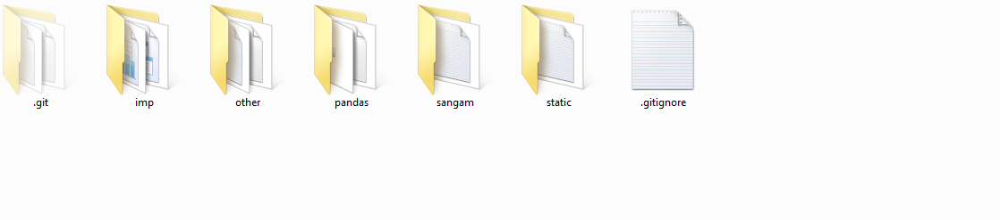 .git
imp
other
pandas
sangam
static
.gitignore